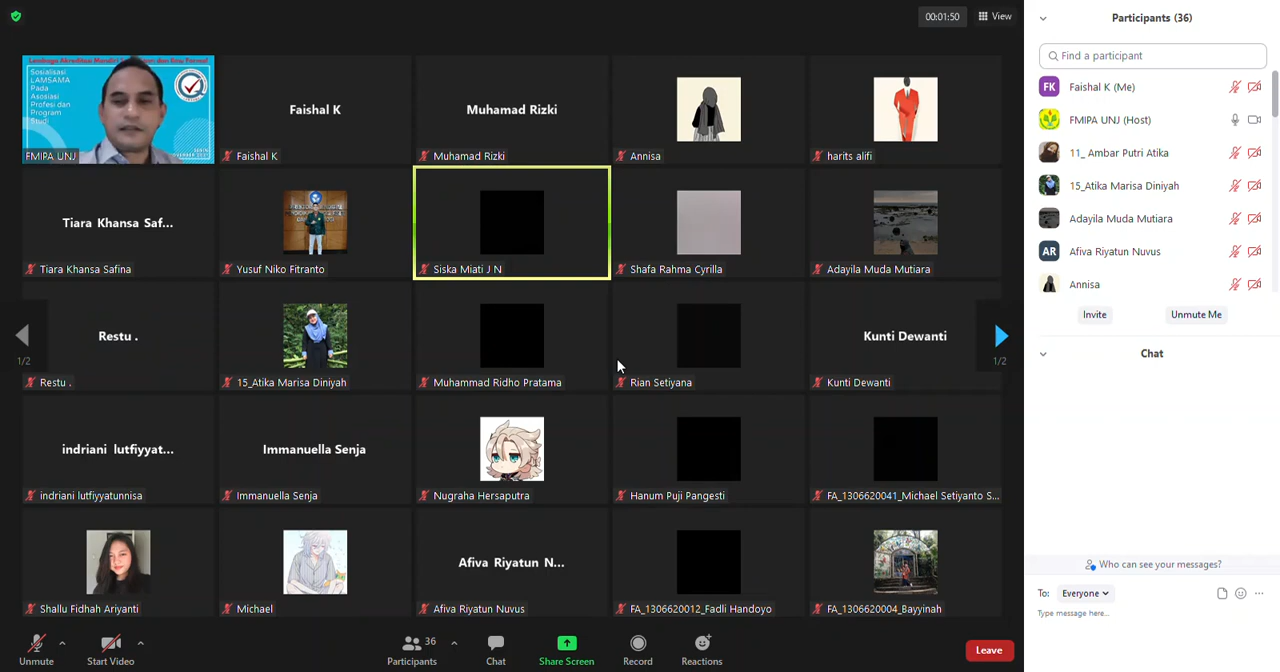 00:01:50
View
Lembaga Akreditasi Mandiri
Sosialisasi
LAMSAMA
Pada
Asosiasi
Profesi dan
Program
Studi
FMIPA UNJ
Faishal K
Faishal K
Muhamad Rizki
Muhamad Rizki
Annisa
harits alifi
Tiara Khansa Saf...
Tiara Khansa Safina
Yusuf Niko Fitranto
Siska Miati J N
Shafa Rahma Cyrilla
Adayila Muda Mutiara
1/2
Restu .
Restu .
15_Atika Marisa Diniyah
Muhammad Ridho Pratama
Rian Setiyana
Kunti Dewanti
Kunti Dewanti
1/2
indriani lutfiyyat...
indriani lutfiyyatunnisa
Immanuella Senja
Immanuella Senja
Nugraha Hersaputra
Hanum Puji Pangesti
FA_1306620041_Michael Setiyanto S...
Shallu Fidhah Ariyanti
Michael
Afiva Riyatun N...
Afiva Riyatun Nuvus
FA_1306620012_Fadli Handoyo
FA_1306620004_Bayyinah
Unmute
Start Video
36
Participants
Chat
Share Screen
Record
Reactions
Leave
Participants (36)
Find a participant
FK
Faishal K (Me)
FMIPA UNJ (Host)
11_ Ambar Putri Atika
15_Atika Marisa Diniyah
Adayila Muda Mutiara
AR
Afiva Riyatun Nuvus
Annisa
Invite
Unmute Me
Chat
Who can see your messages?
To:
Everyone
Type message here...